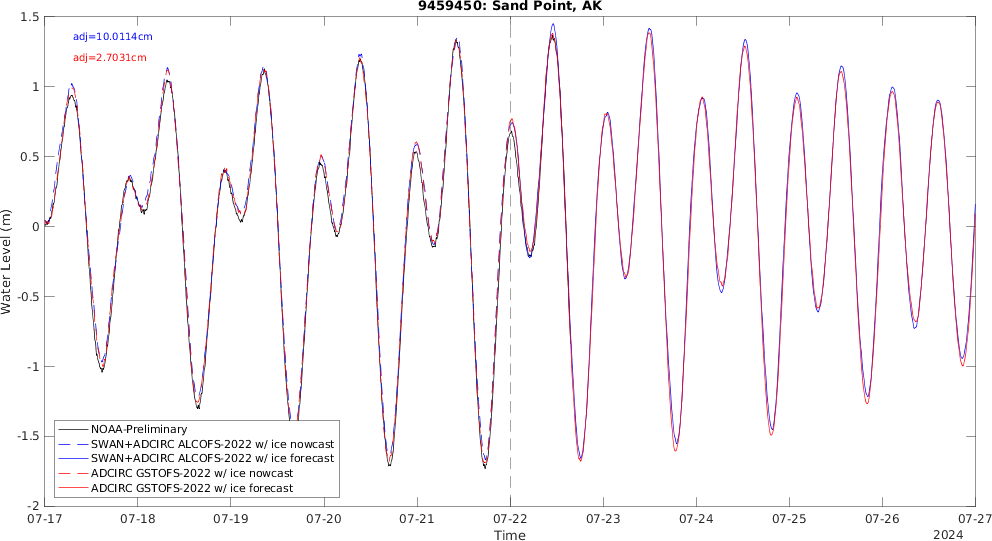 9459450: Sand Point, AK
adj=10.0114cm
adj=2.7031cm
1.5
1
0.5
0
-0.5
-1
-1.5
-2
Water Level (m)
NOAA-Preliminary
SWAN+ADCIRC ALCOFS-2022 w/ ice nowcast
SWAN+ADCIRC ALCOFS-2022 w/ ice forecast
ADCIRC GSTOFS-2022 w/ ice nowcast
ADCIRC GSTOFS-2022 w/ ice forecast
07-17 07-18 07-19 07-20 07-21 07-22 07-23 07-24 07-25 07-26 07-27
Time
2024